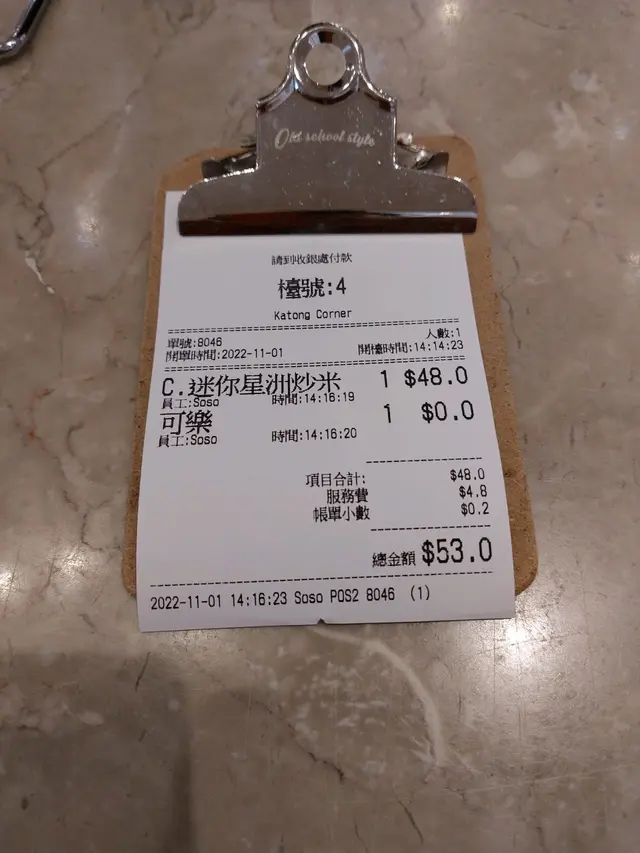 Old school style
請到收銀處付款
檯號:4
Katong Corner
單號:8046 人數:1
開單時間:2022-11-01 開檯時間:14:14:23
C.迷你星洲炒米 1 $48.0
員工:Soso 時間:14:16:19
可樂 1 $0.0
員工:Soso 時間:14:16:20
項目合計: $48.0
服務費 $4.8
帳單小數 $0.2
總金額 $53.0
2022-11-01 14:16:23 Soso POS2 8046 (1)